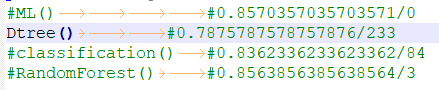 #ML() #0.8570357035703571/0
Dtree() #0.7875787578757876/233
#classification() #0.8362336233623362/84
#RandomForest() #0.8563856385638564/3